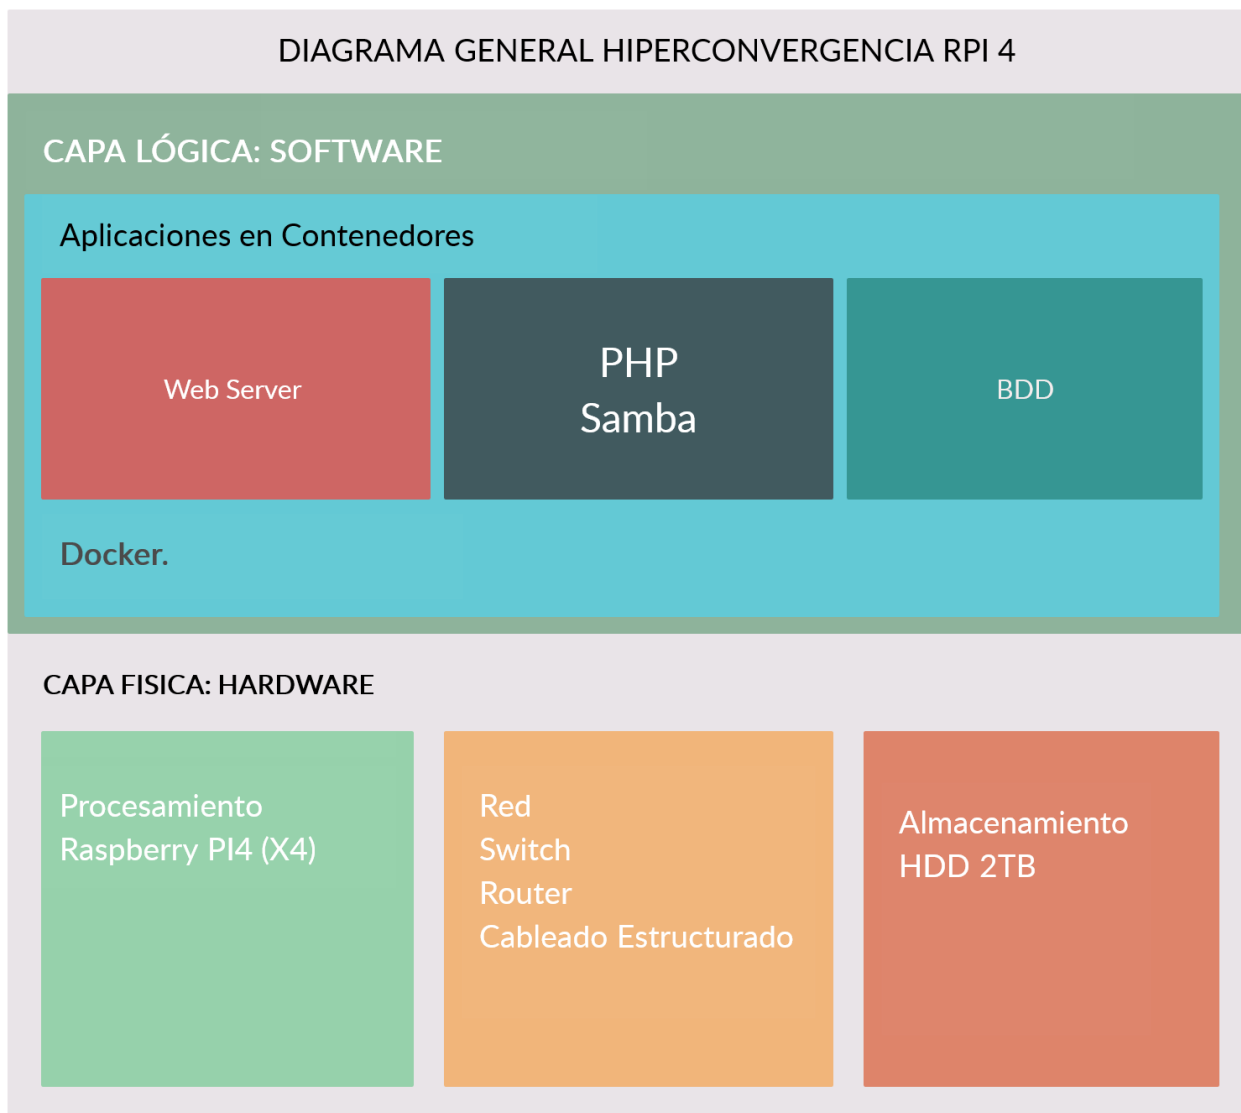 DIAGRAMA GENERAL HIPERCONVERGENCIA RPI 4
CAPA LÓGICA: SOFTWARE
Aplicaciones en Contenedores
Web Server
PHP
Samba
BDD
Docker.
CAPA FISICA: HARDWARE
Procesamiento
Raspberry PI4 (X4)
Red
Switch
Router
Cableado Estructurado
Almacenamiento
HDD 2TB